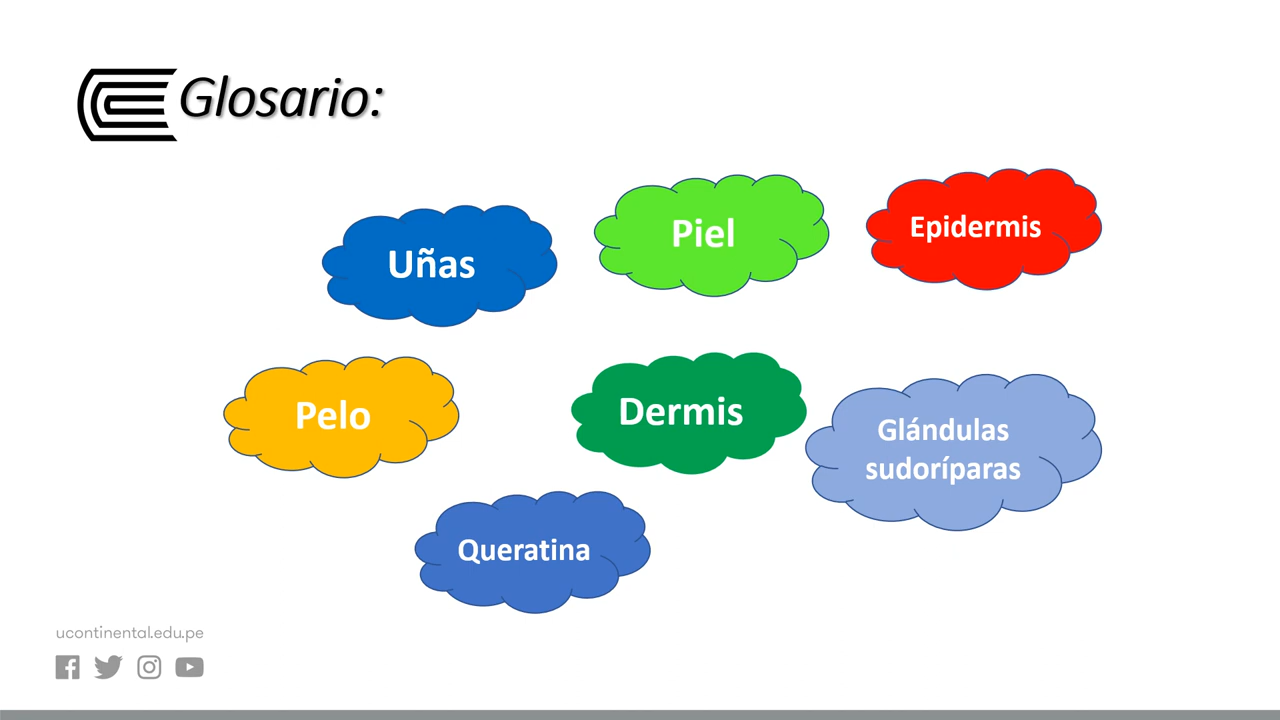 Glosario:
Uñas
Piel
Epidermis
Pelo
Dermis
Glándulas
sudoríparas
Queratina
ucontinental.edu.pe